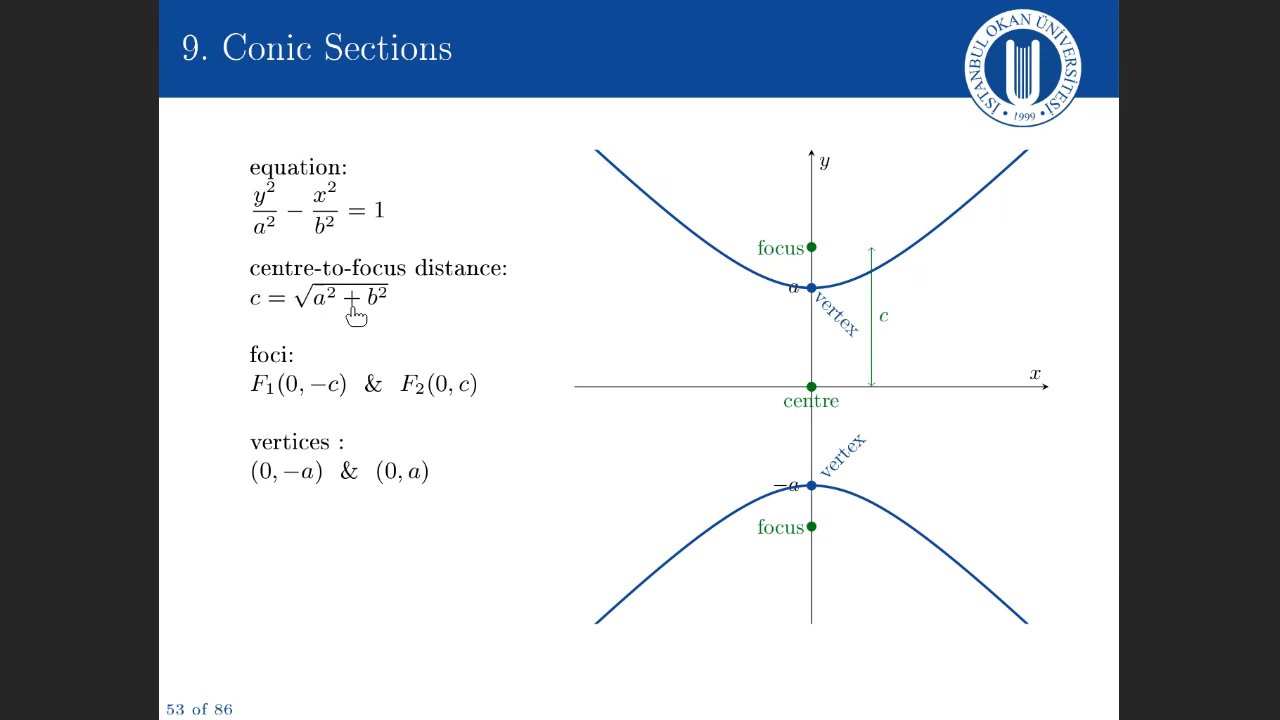 9. Conic Sections
İSTANBUL OKAN ÜNİVERSİTESİ
• 1999 •
equation:
y²/a² − x²/b² = 1
centre-to-focus distance:
c = √(a² + b²)
foci:
F₁(0, −c) & F₂(0, c)
vertices :
(0, −a) & (0, a)
y
focus
a
vertex
c
x
centre
vertex
−a
focus
53 of 86